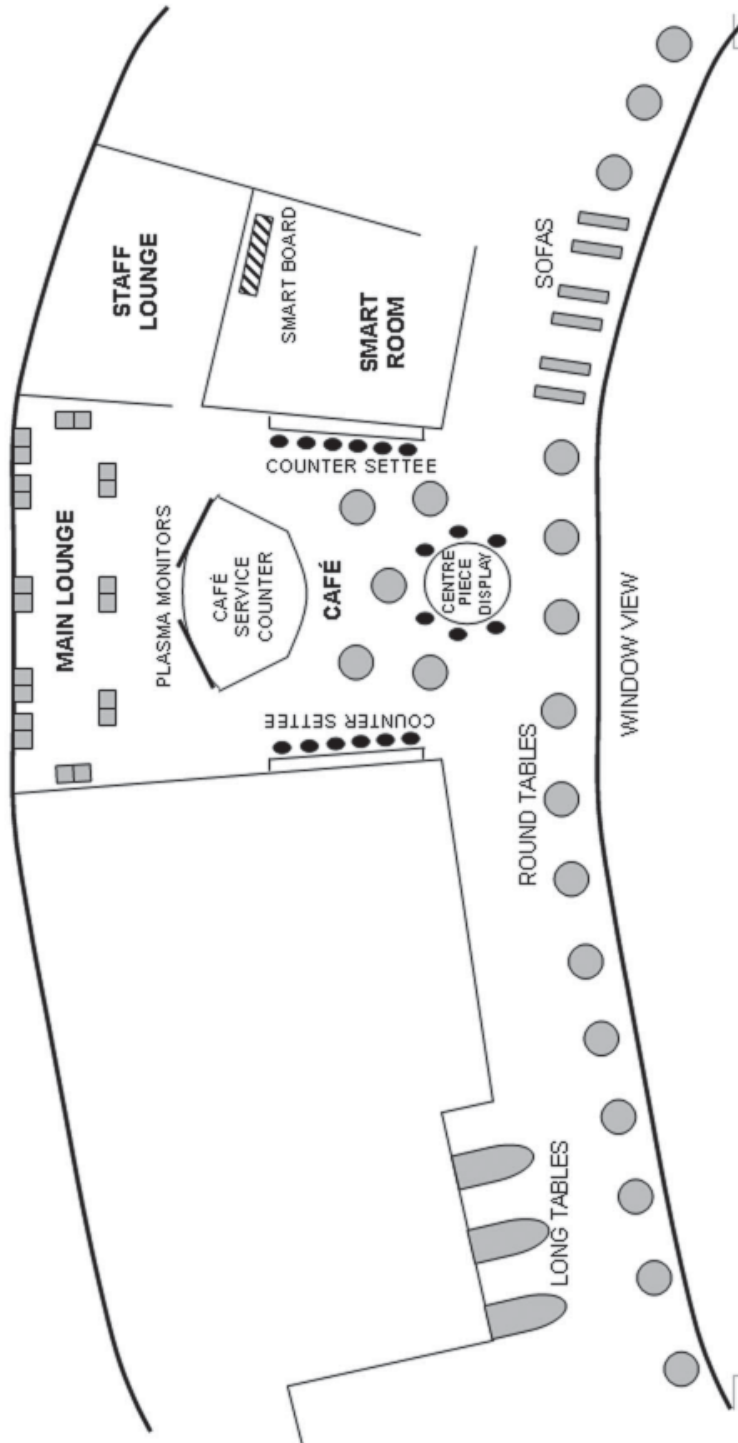 STAFF
LOUNGE
SMART BOARD
SMART
ROOM
SOFAS
COUNTER SETTEE
MAIN LOUNGE
PLASMA MONITORS
CAFÉ
SERVICE
COUNTER
CAFÉ
CENTRE
PIECE
DISPLAY
COUNTER SETTEE
WINDOW VIEW
ROUND TABLES
LONG TABLES